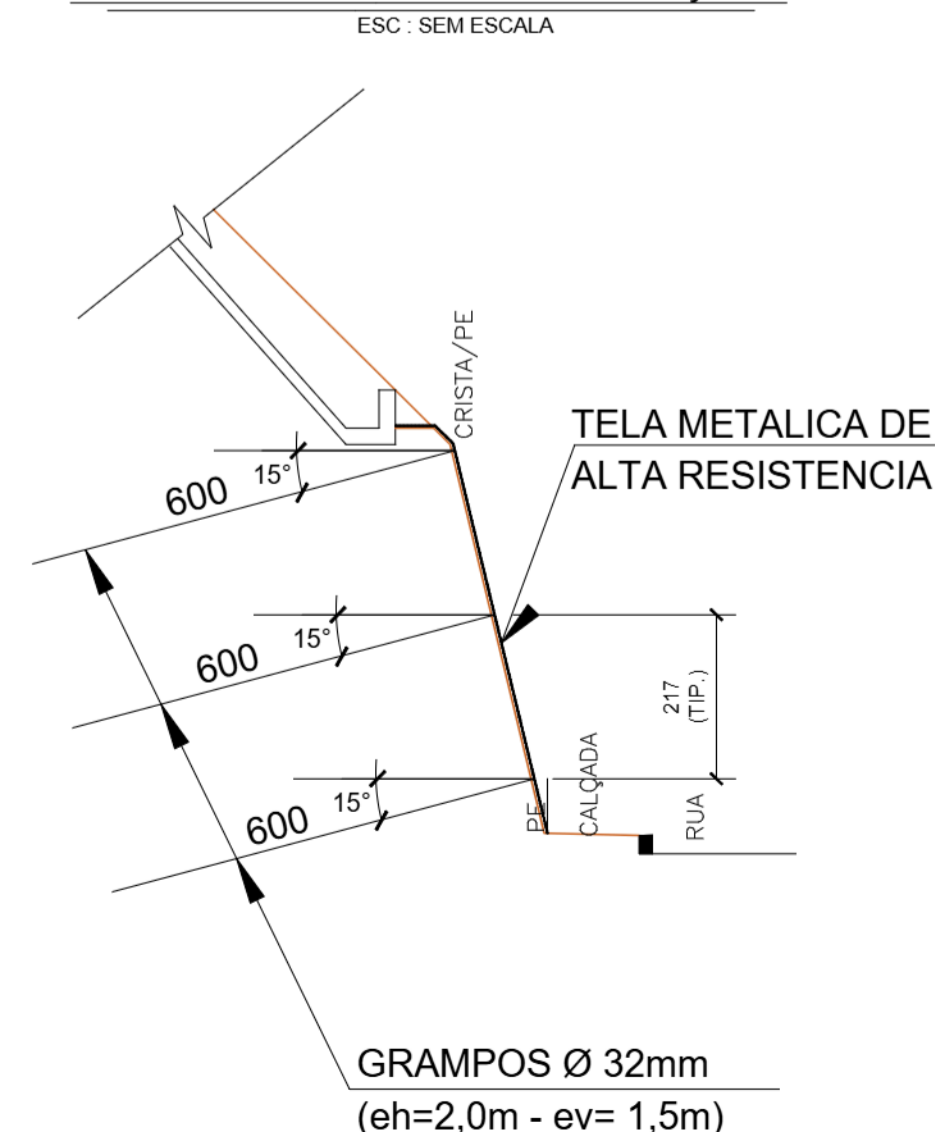 ESC : SEM ESCALA
CRISTA/PE
TELA METALICA DE
ALTA RESISTENCIA
15°
600
15°
600
217
(TIP.)
15°
600
PE
CALÇADA
RUA
GRAMPOS Ø 32mm
(eh=2,0m - ev= 1,5m)